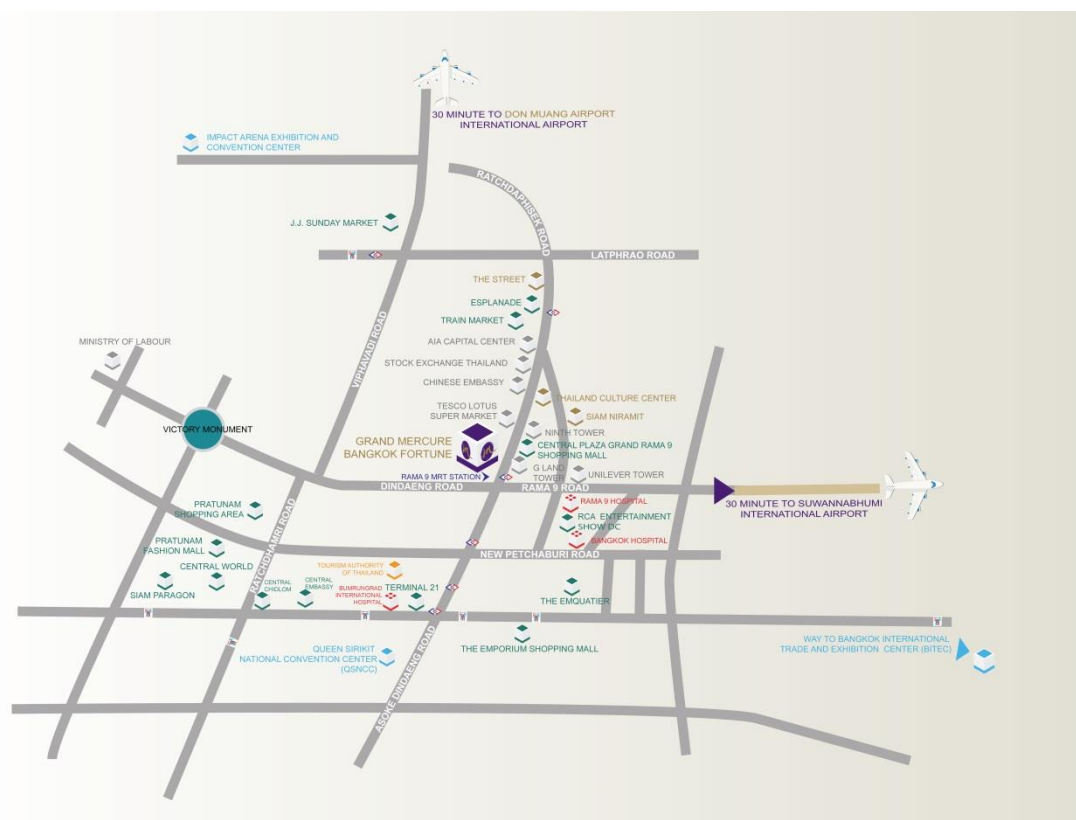 30 MINUTE TO DON MUANG AIRPORT
INTERNATIONAL AIRPORT
IMPACT ARENA EXHIBITION AND
CONVENTION CENTER
RATCHDAPHISEK ROAD
J.J. SUNDAY MARKET
LATPHRAO ROAD
THE STREET
ESPLANADE
TRAIN MARKET
VIPHAVADI ROAD
MINISTRY OF LABOUR
AIA CAPITAL CENTER
STOCK EXCHANGE THAILAND
CHINESE EMBASSY
THAILAND CULTURE CENTER
TESCO LOTUS
SUPER MARKET
SIAM NIRAMIT
VICTORY MONUMENT
NINTH TOWER
GRAND MERCURE
BANGKOK FORTUNE
CENTRAL PLAZA GRAND RAMA 9
SHOPPING MALL
G LAND
TOWER
UNILEVER TOWER
RAMA 9 MRT STATION
DINDAENG ROAD
RAMA 9 ROAD
30 MINUTE TO SUWANNABHUMI
INTERNATIONAL AIRPORT
PRATUNAM
SHOPPING AREA
RAMA 9 HOSPITAL
RCA ENTERTAINMENT
SHOW DC
BANGKOK HOSPITAL
PRATUNAM
FASHION MALL
RATCHDHAMRI ROAD
NEW PETCHABURI ROAD
CENTRAL WORLD
TOURISM AUTHORITY
OF THAILAND
SIAM PARAGON
CENTRAL
CHIDLOM
CENTRAL
EMBASSY
BUMRUNGRAD
INTERNATIONAL
HOSPITAL
TERMINAL 21
THE EMQUATIER
QUEEN SIRIKIT
NATIONAL CONVENTION CENTER
(QSNCC)
THE EMPORIUM SHOPPING MALL
WAY TO BANGKOK INTERNATIONAL
TRADE AND EXHIBITION CENTER (BITEC)
ASOKE DINDAENG ROAD